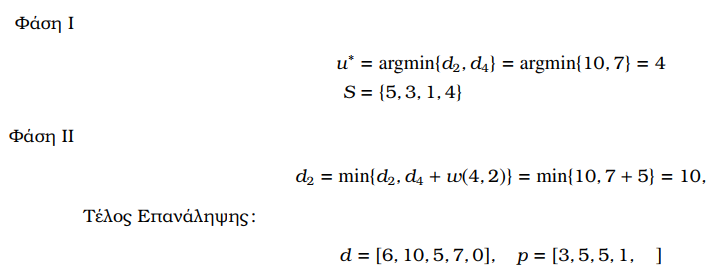 Φάση Ι
u* = argmin{d₂, d₄} = argmin{10, 7} = 4
S = {5, 3, 1, 4}
Φάση ΙΙ
d₂ = min{d₂, d₄ + w(4, 2)} = min{10, 7 + 5} = 10,
Τέλος Επανάληψης:
d = [6, 10, 5, 7, 0], p = [3, 5, 5, 1, ]